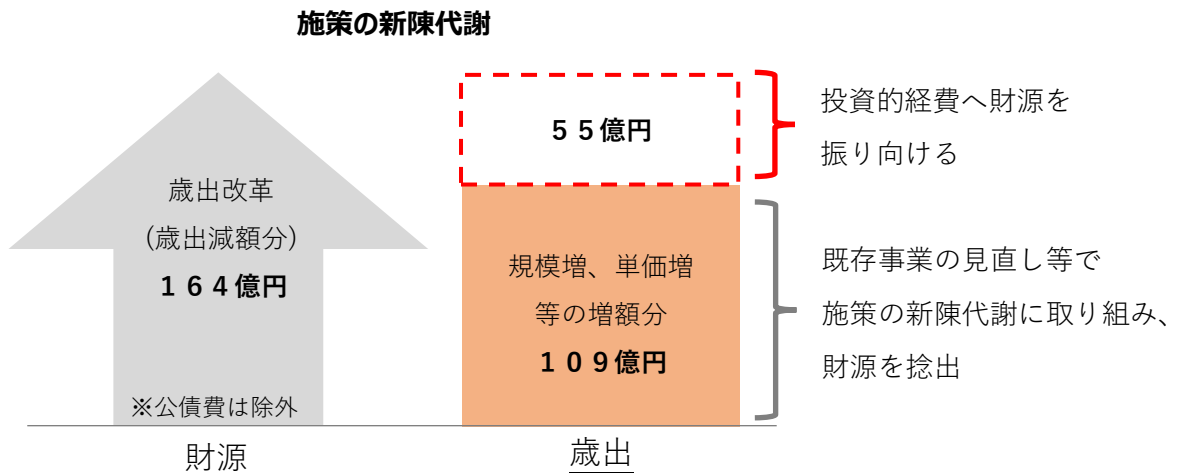 施策の新陳代謝
歳出改革
(歳出減額分)
１６４億円
※公債費は除外
財源
５５億円
規模増、単価増
等の増額分
１０９億円
歳出
投資的経費へ財源を
振り向ける
既存事業の見直し等で
施策の新陳代謝に取り組み、
財源を捻出